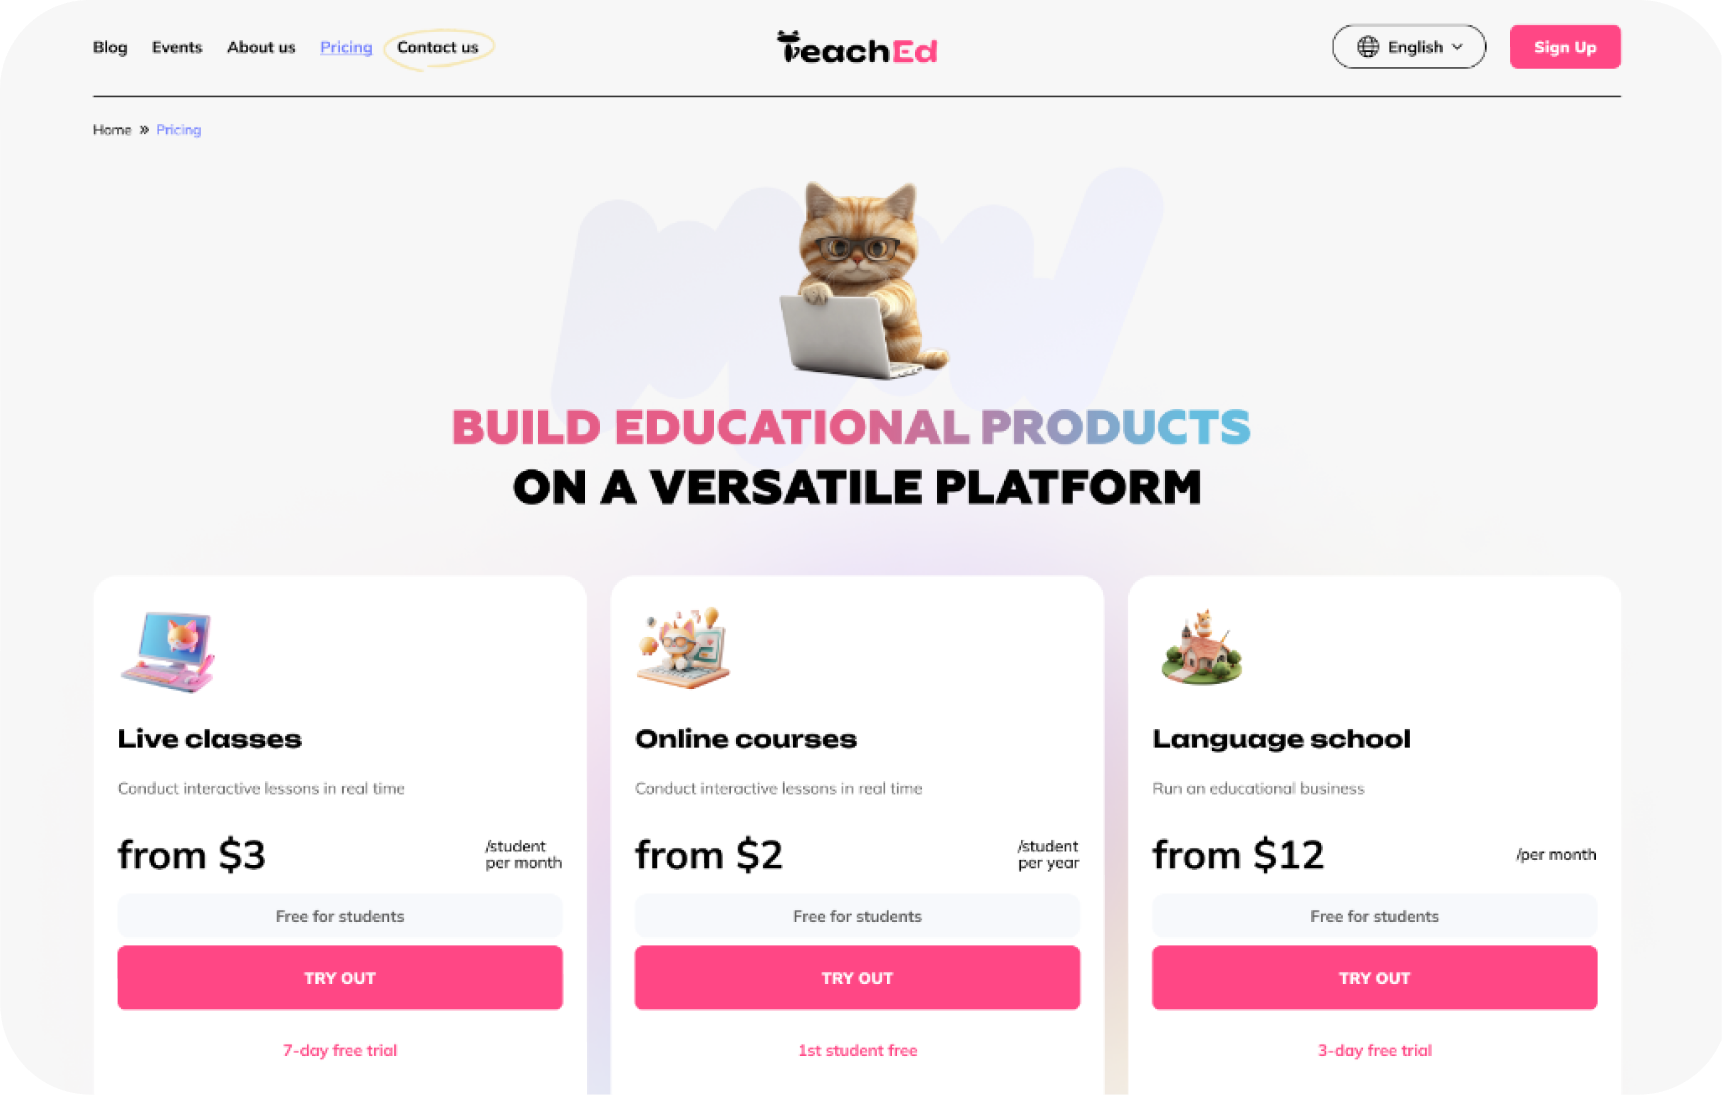 Blog Events About us Pricing Contact us TeachEd English Sign Up
Home » Pricing
BUILD EDUCATIONAL PRODUCTS
ON A VERSATILE PLATFORM
Live classes
Conduct interactive lessons in real time
from $3 /student
per month
Free for students
TRY OUT
7-day free trial
Online courses
Conduct interactive lessons in real time
from $2 /student
per year
Free for students
TRY OUT
1st student free
Language school
Run an educational business
from $12 /per month
Free for students
TRY OUT
3-day free trial